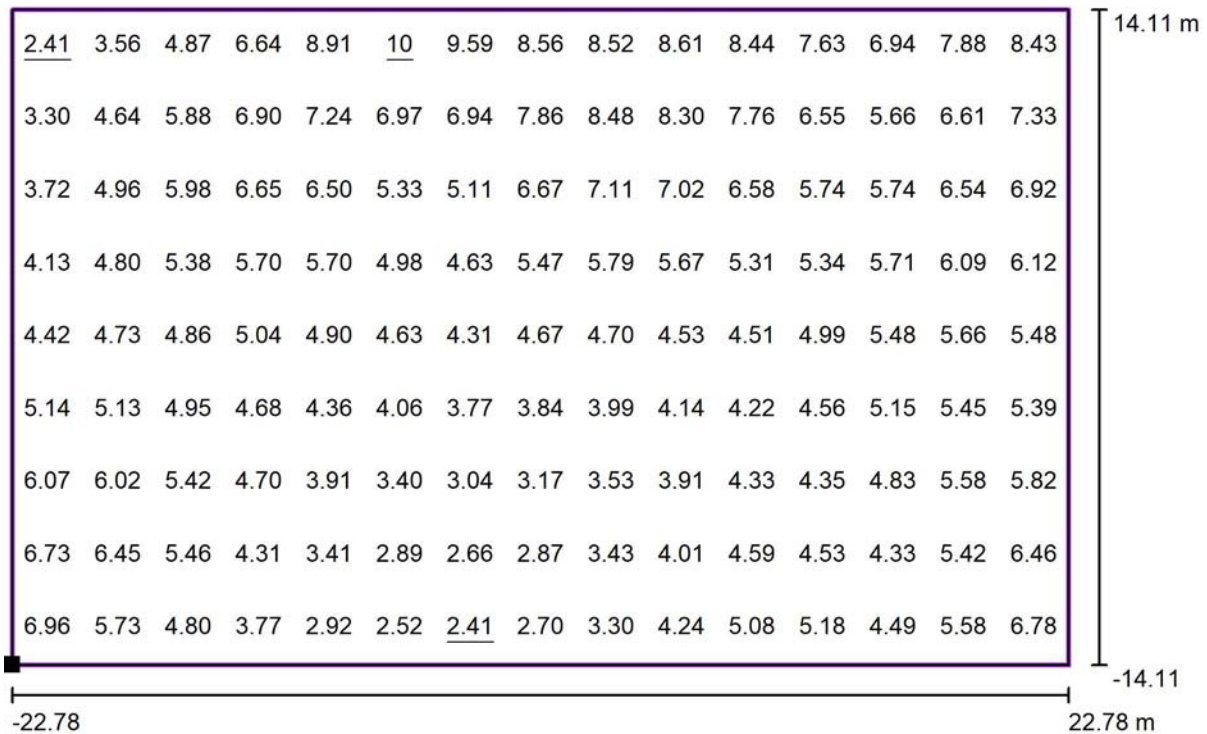 2.41 3.56 4.87 6.64 8.91 10 9.59 8.56 8.52 8.61 8.44 7.63 6.94 7.88 8.43
14.11 m
3.30 4.64 5.88 6.90 7.24 6.97 6.94 7.86 8.48 8.30 7.76 6.55 5.66 6.61 7.33
3.72 4.96 5.98 6.65 6.50 5.33 5.11 6.67 7.11 7.02 6.58 5.74 5.74 6.54 6.92
4.13 4.80 5.38 5.70 5.70 4.98 4.63 5.47 5.79 5.67 5.31 5.34 5.71 6.09 6.12
4.42 4.73 4.86 5.04 4.90 4.63 4.31 4.67 4.70 4.53 4.51 4.99 5.48 5.66 5.48
5.14 5.13 4.95 4.68 4.36 4.06 3.77 3.84 3.99 4.14 4.22 4.56 5.15 5.45 5.39
6.07 6.02 5.42 4.70 3.91 3.40 3.04 3.17 3.53 3.91 4.33 4.35 4.83 5.58 5.82
6.73 6.45 5.46 4.31 3.41 2.89 2.66 2.87 3.43 4.01 4.59 4.53 4.33 5.42 6.46
6.96 5.73 4.80 3.77 2.92 2.52 2.41 2.70 3.30 4.24 5.08 5.18 4.49 5.58 6.78
-14.11
-22.78
22.78 m